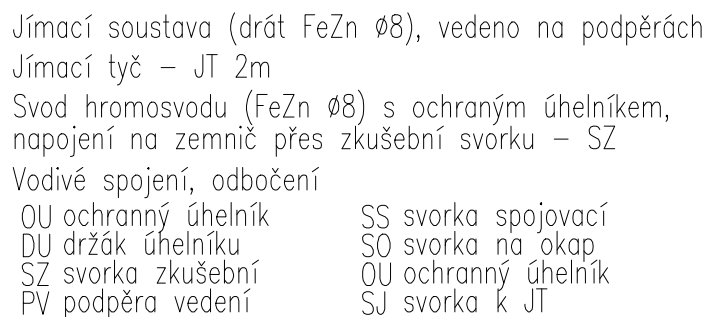 Jímací soustava (drát FeZn ø8), vedeno na podpěrách
Jímací tyč – JT 2m
Svod hromosvodu (FeZn ø8) s ochraným úhelníkem,
napojení na zemnič přes zkušební svorku – SZ
Vodivé spojení, odbočení
OU ochranný úhelník
DU držák úhelníku
SZ svorka zkušební
PV podpěra vedení
SS svorka spojovací
SO svorka na okap
OU ochranný úhelník
SJ svorka k JT